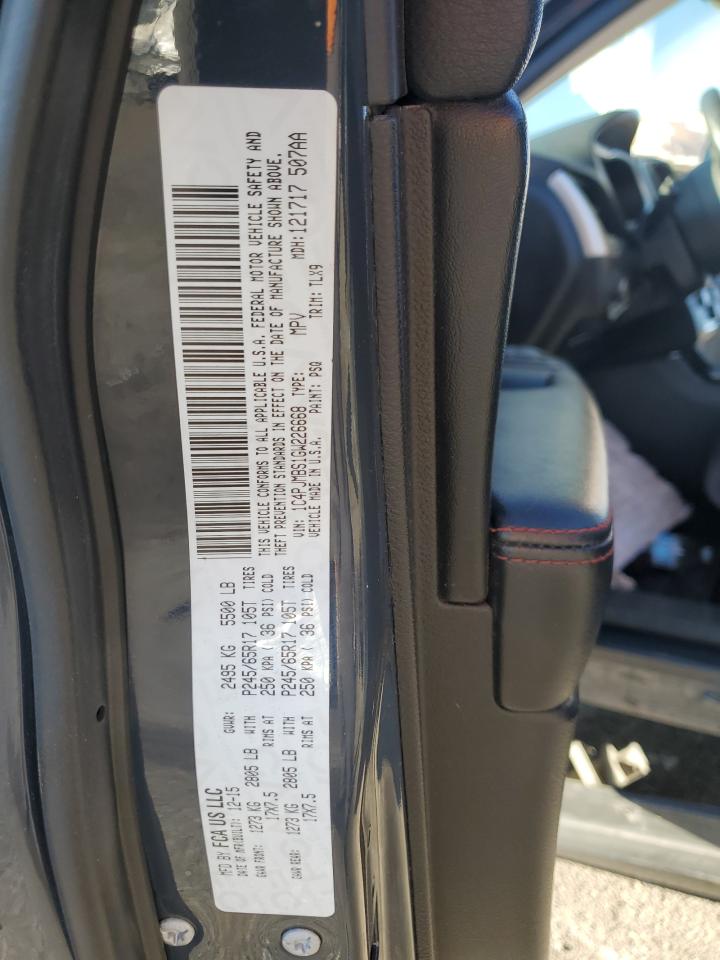 MFD BY FCA US LLC
DATE OF MFR(BUILT): 12-15
GVWR: 2495 KG 5500 LB
GAWR FRONT: 1273 KG 2805 LB WITH P245/65R17 105T TIRES
17X7.5 RIMS AT 250 KPA ( 36 PSI) COLD
GAWR REAR: 1273 KG 2805 LB WITH P245/65R17 105T TIRES
17X7.5 RIMS AT 250 KPA ( 36 PSI) COLD
THIS VEHICLE CONFORMS TO ALL APPLICABLE U.S.A. FEDERAL MOTOR VEHICLE SAFETY AND
THEFT PREVENTION STANDARDS IN EFFECT ON THE DATE OF MANUFACTURE SHOWN ABOVE.
VIN: 1C4PJMBS1GW226668 TYPE: MPV MDH:121717 507AA
VEHICLE MADE IN U.S.A. PAINT: PSQ TRIM: TLX9